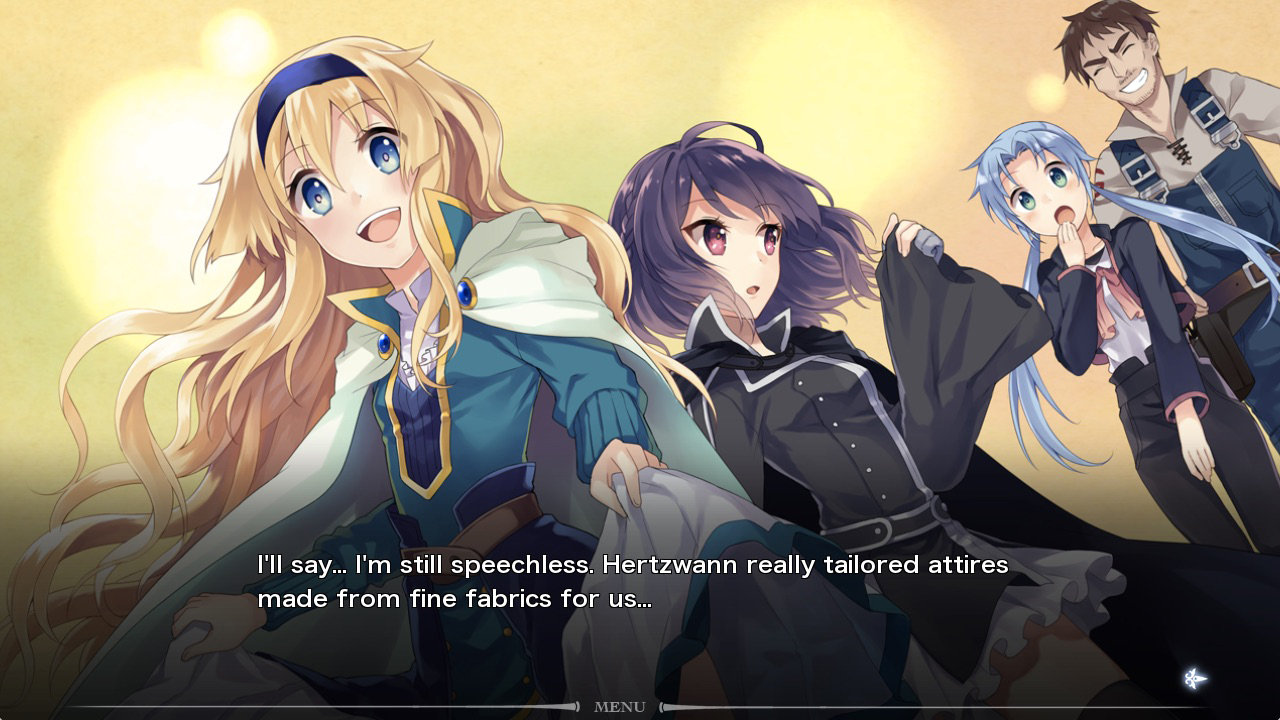 I'll say... I'm still speechless. Hertzwann really tailored attires
made from fine fabrics for us...
MENU